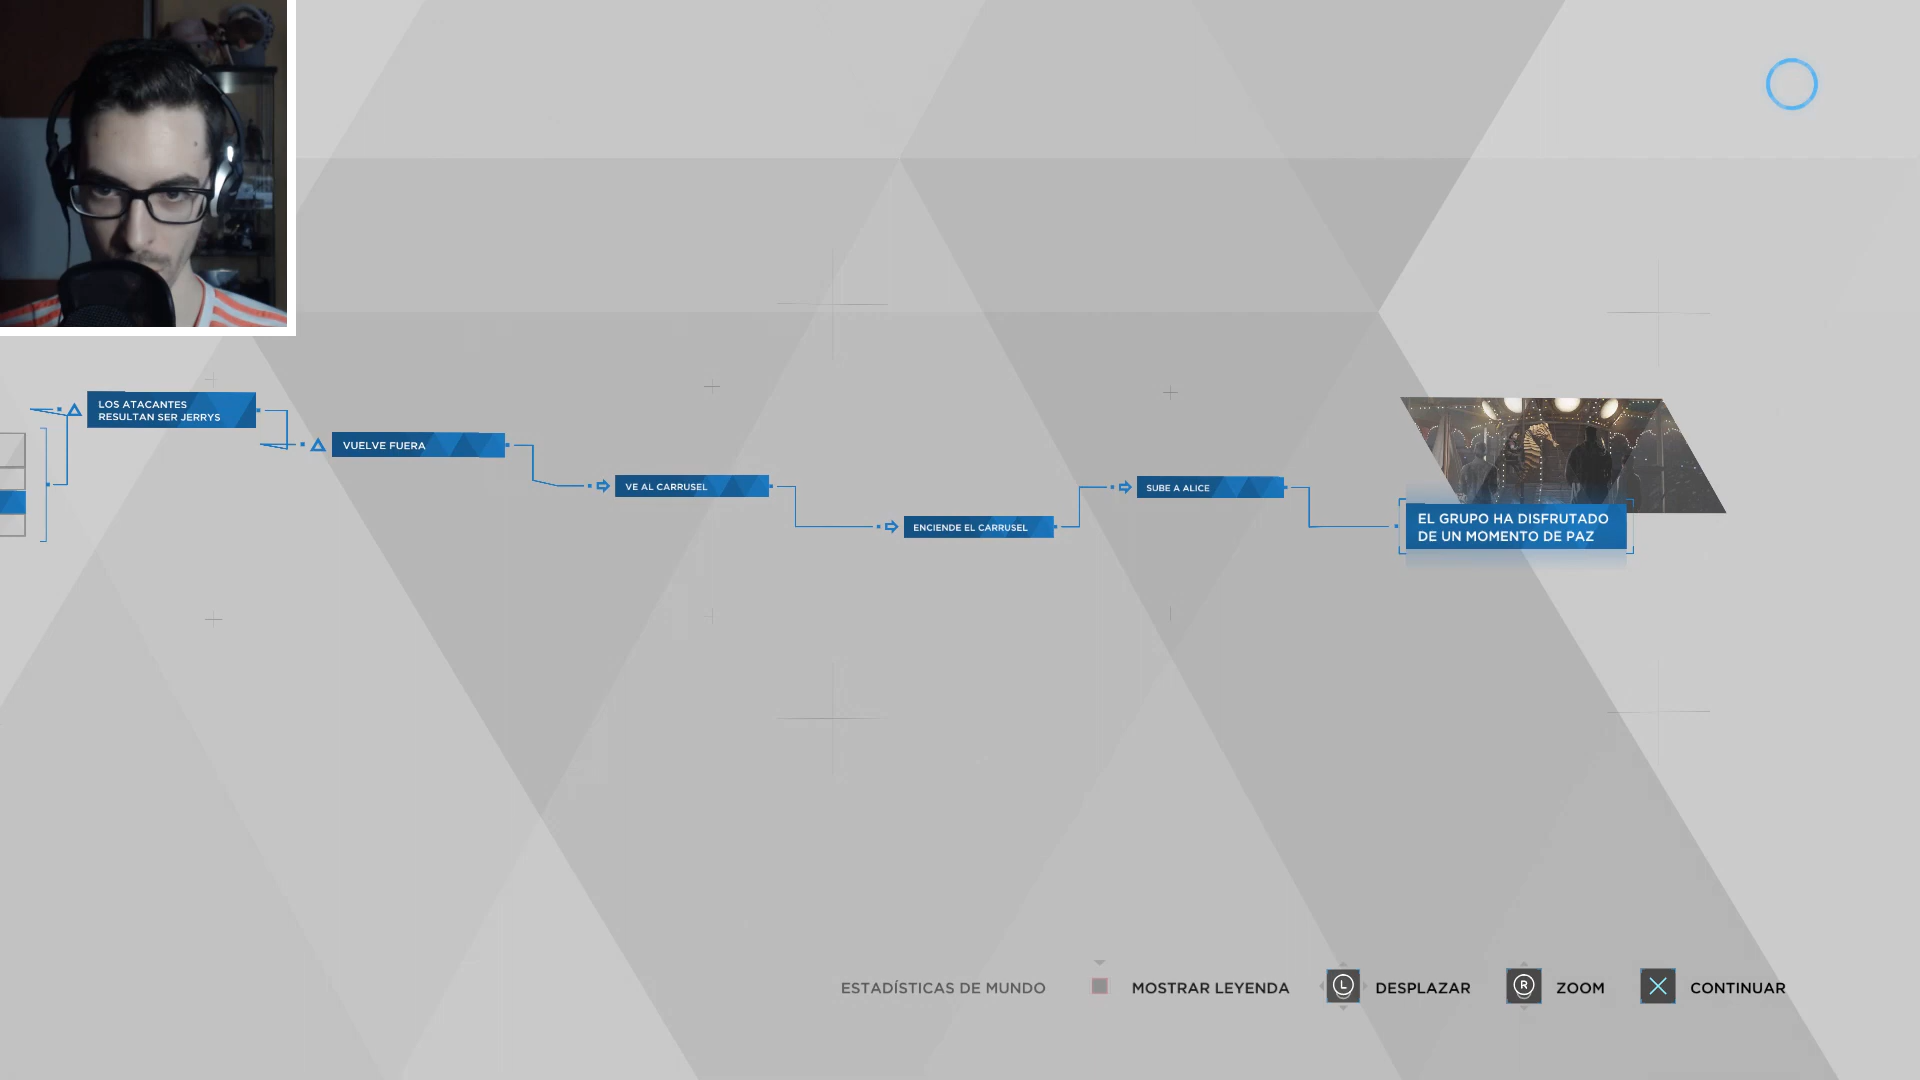 LOS ATACANTES
RESULTAN SER JERRYS
VUELVE FUERA
VE AL CARRUSEL
ENCIENDE EL CARRUSEL
SUBE A ALICE
EL GRUPO HA DISFRUTADO
DE UN MOMENTO DE PAZ
ESTADÍSTICAS DE MUNDO
MOSTRAR LEYENDA
L
DESPLAZAR
R
ZOOM
CONTINUAR